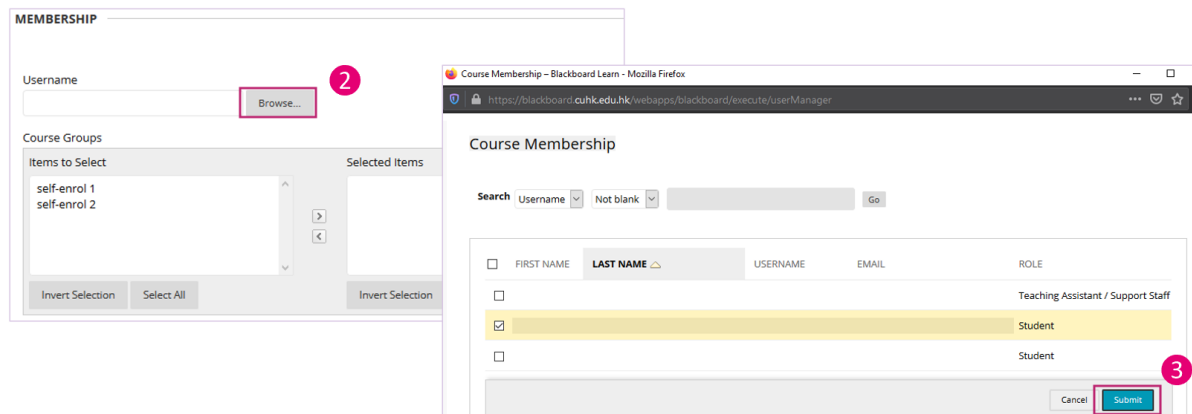 MEMBERSHIP
Username
2
Browse...
Course Groups
Items to Select
Selected Items
self-enrol 1
self-enrol 2
Invert Selection
Select All
Invert Selection
Course Membership – Blackboard Learn - Mozilla Firefox
https://blackboard.cuhk.edu.hk/webapps/blackboard/execute/userManager
Course Membership
Search Username Not blank Go
FIRST NAME LAST NAME USERNAME EMAIL ROLE
Teaching Assistant / Support Staff
Student
Student
3
Cancel Submit